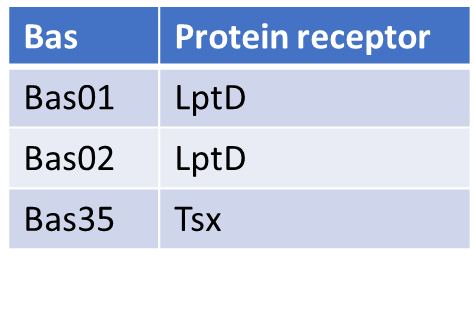 Bas Protein receptor
Bas01 LptD
Bas02 LptD
Bas35 Tsx